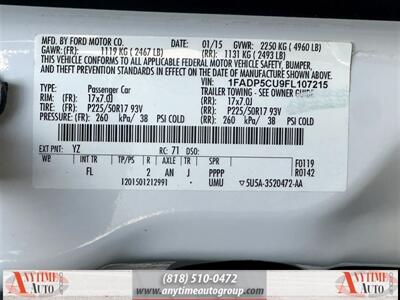 MFD. BY FORD MOTOR CO. 01/15 GVWR: 2250 KG ( 4960 LB)
GAWR:(FR): 1119 KG ( 2467 LB) (RR): 1131 KG ( 2493 LB)
THIS VEHICLE CONFORMS TO ALL APPLICABLE FEDERAL MOTOR VEHICLE SAFETY, BUMPER,
AND THEFT PREVENTION STANDARDS IN EFFECT ON THE DATE OF MANUFACTURE SHOWN ABOVE.
VIN: 1FADP5CU9FL107215
TYPE: Passenger Car TRAILER TOWING - SEE OWNER GUIDE
RIM:(FR) 17x7.0J (RR) 17x7.0J
TIRE: P225/50R17 93V P225/50R17 93V
PRESSURE:(FR) 260 kPa/ 38 PSI COLD (RR) 260 kPa/ 38 PSI COLD
EXT PNT: YZ RC: 71 DSO: F0119
WB INT TR TP/PS R AXLE TR SPR R0142
FL 2 AN J PPPP
1201501212991 UMU ▽5U5A-3520472-AA
ANYTIME AUTO
(818) 510-0472
www.anytimeautogroup.com
ANYTIME AUTO